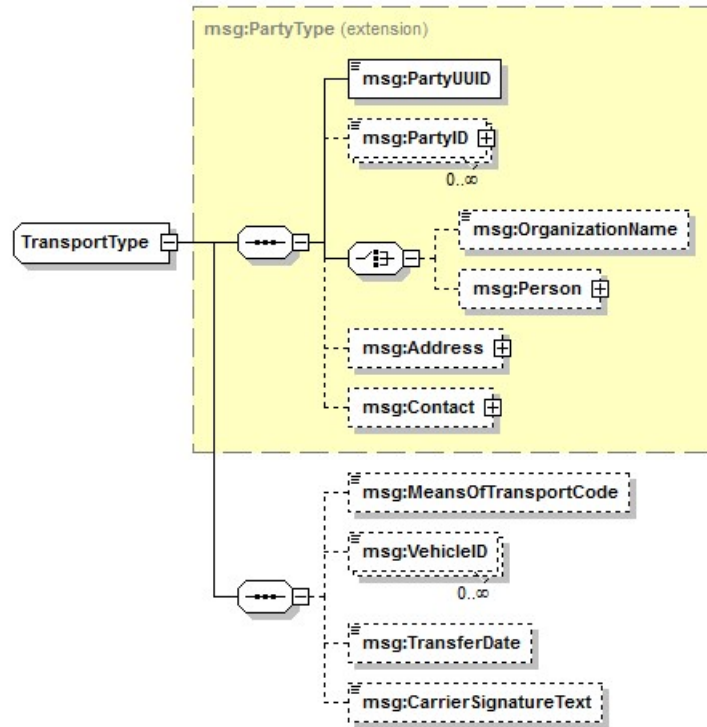 msg:PartyType (extension)
msg:PartyUUID
msg:PartyID
0..∞
TransportType
msg:OrganizationName
msg:Person
msg:Address
msg:Contact
msg:MeansOfTransportCode
msg:VehicleID
0..∞
msg:TransferDate
msg:CarrierSignatureText